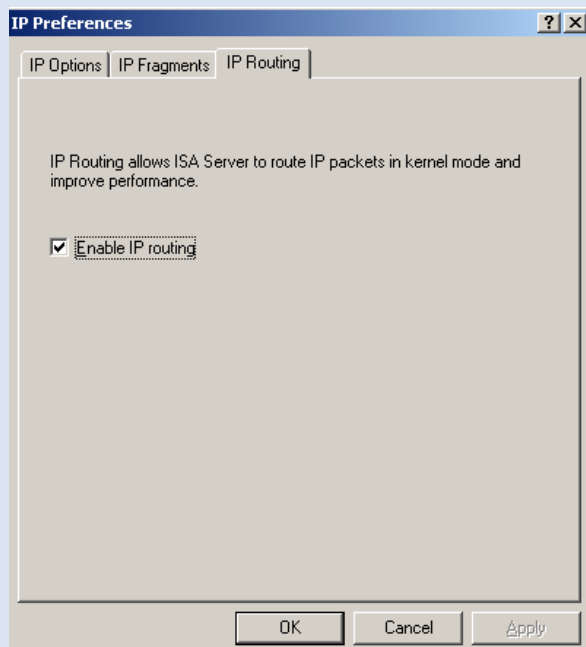 IP Preferences
IP Options
IP Fragments
IP Routing
IP Routing allows ISA Server to route IP packets in kernel mode and
improve performance.
Enable IP routing
OK
Cancel
Apply